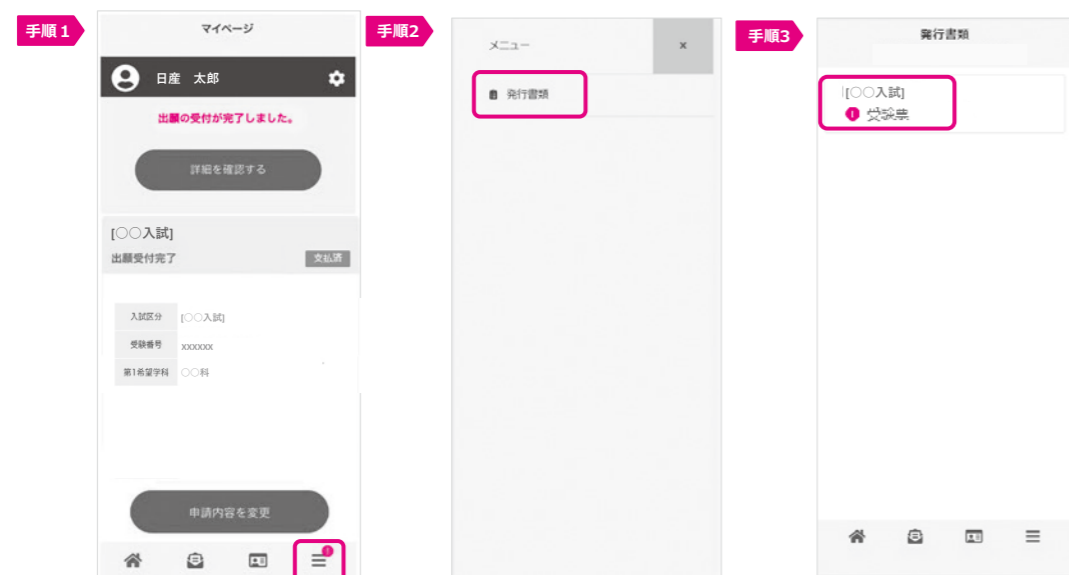 手順1
マイページ
日産 太郎
出願の受付が完了しました。
詳細を確認する
[○○入試]
出願受付完了
支払済
入試区分 [○○入試]
受験番号 xxxxxx
第1希望学科 ○○科
申請内容を変更
手順2
メニュー
×
発行書類
手順3
発行書類
[○○入試]
受験票